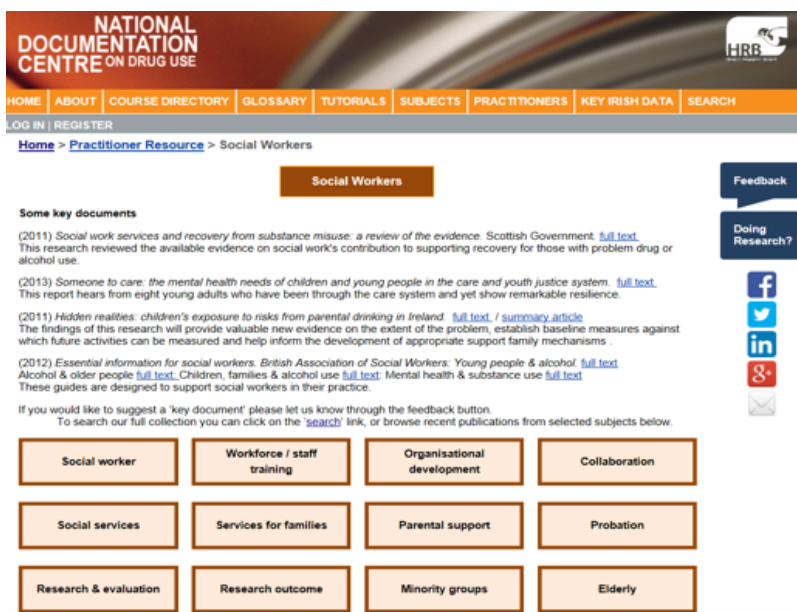 NATIONAL
DOCUMENTATION
CENTRE ON DRUG USE
HRB
HOME ABOUT COURSE DIRECTORY GLOSSARY TUTORIALS SUBJECTS PRACTITIONERS KEY IRISH DATA SEARCH
LOG IN | REGISTER
Home > Practitioner Resource > Social Workers
Social Workers
Feedback
Doing
Research?
Some key documents
(2011) Social work services and recovery from substance misuse: a review of the evidence. Scottish Government. full text
This research reviewed the available evidence on social work's contribution to supporting recovery for those with problem drug or
alcohol use.
(2013) Someone to care: the mental health needs of children and young people in the care and youth justice system. full text
This report hears from eight young adults who have been through the care system and yet show remarkable resilience.
(2011) Hidden realities: children's exposure to risks from parental drinking in Ireland. full text / summary article
The findings of this research will provide valuable new evidence on the extent of the problem, establish baseline measures against
which future activities can be measured and help inform the development of appropriate support family mechanisms .
(2012) Essential information for social workers. British Association of Social Workers: Young people & alcohol. full text
Alcohol & older people full text: Children, families & alcohol use full text: Mental health & substance use full text
These guides are designed to support social workers in their practice.
If you would like to suggest a 'key document' please let us know through the feedback button.
To search our full collection you can click on the 'search' link, or browse recent publications from selected subjects below.
Social worker
Workforce / staff
training
Organisational
development
Collaboration
Social services
Services for families
Parental support
Probation
Research & evaluation
Research outcome
Minority groups
Elderly